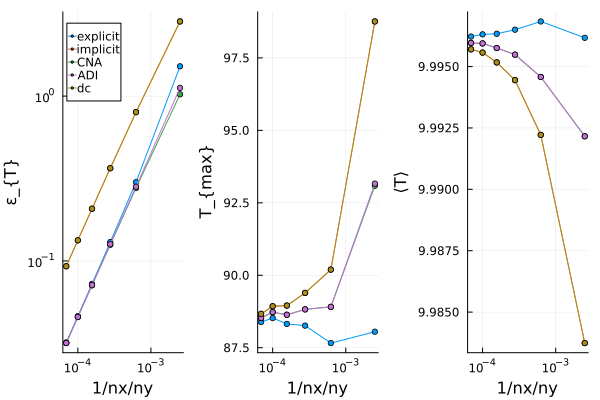 ε_{T}
10⁰
10⁻¹
explicit
implicit
CNA
ADI
dc
10⁻⁴
10⁻³
1/nx/ny
T_{max}
97.5
95.0
92.5
90.0
87.5
10⁻⁴
10⁻³
1/nx/ny
⟨T⟩
9.9950
9.9925
9.9900
9.9875
9.9850
10⁻⁴
10⁻³
1/nx/ny